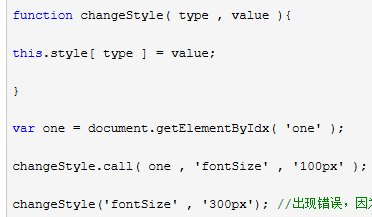 function changeStyle( type , value ){
this.style[ type ] = value;
}
var one = document.getElementByIdx( 'one' );
changeStyle.call( one , 'fontSize' , '100px' );
changeStyle('fontSize' , '300px'); //出现错误，因